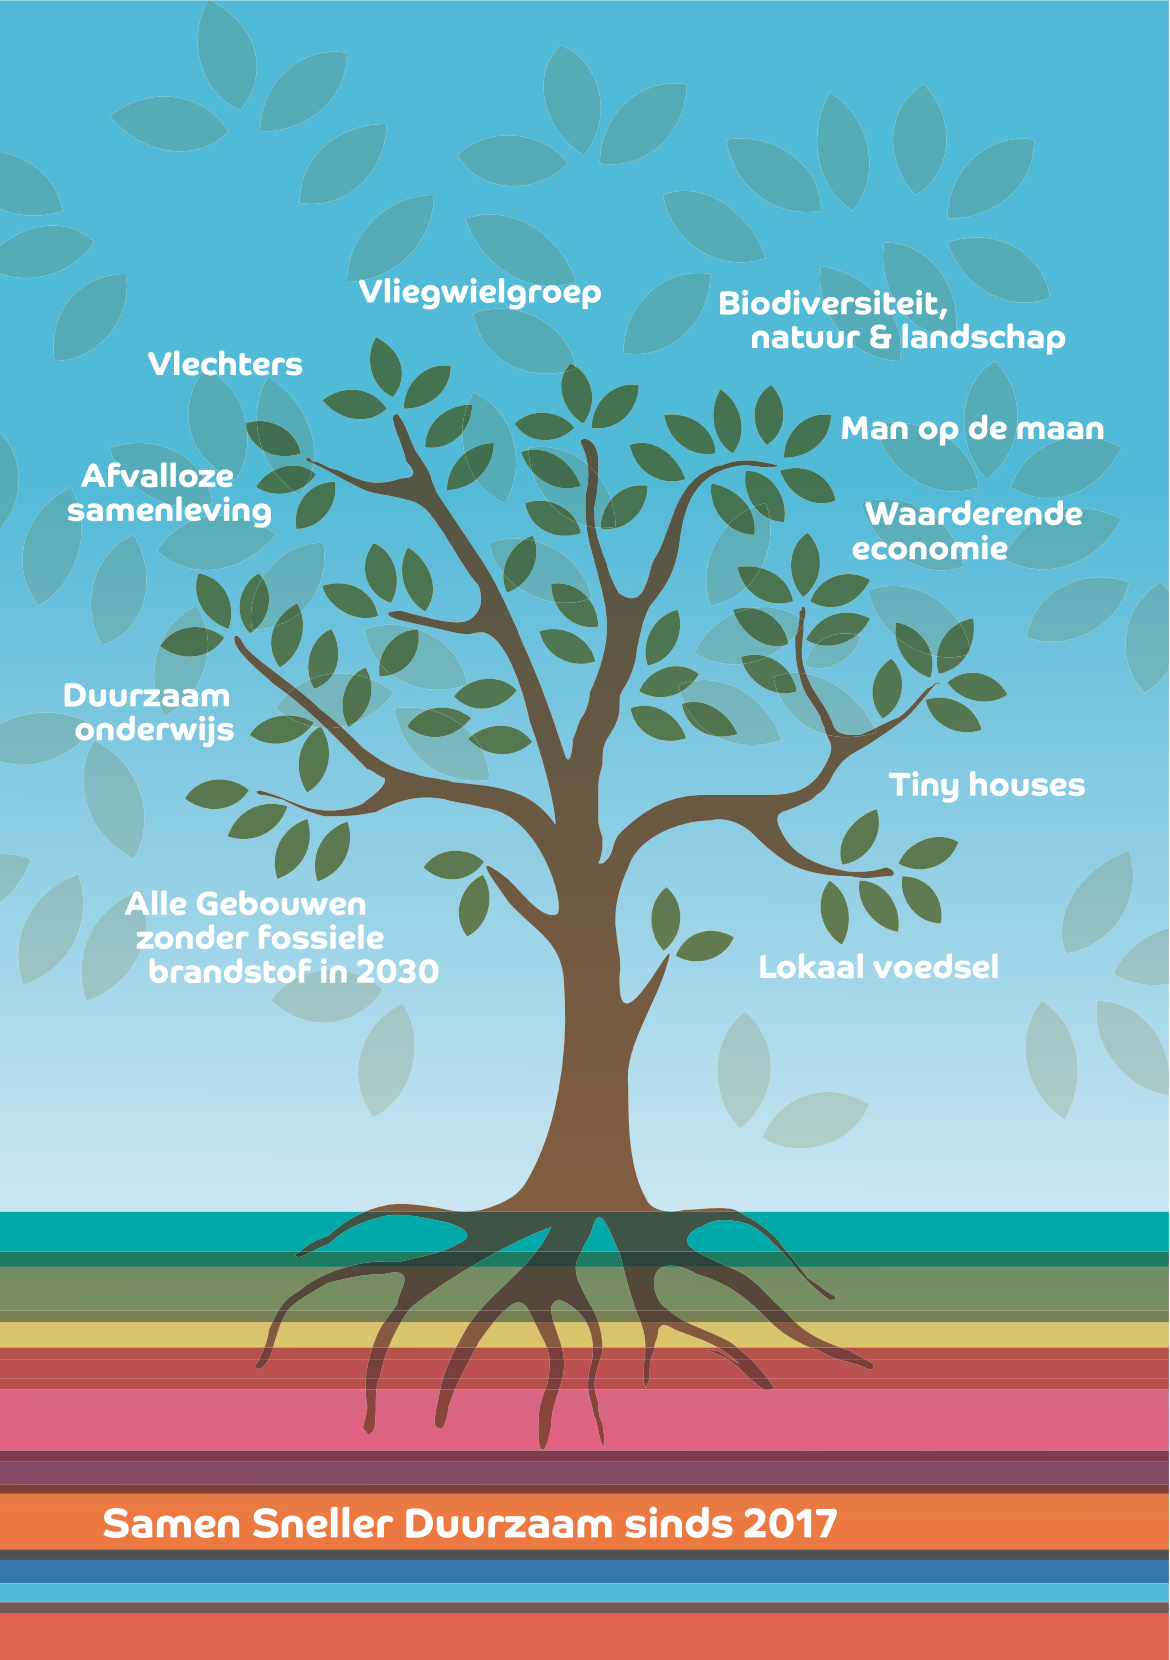 Vliegwielgroep
Biodiversiteit,
natuur & landschap
Vlechters
Man op de maan
Afvalloze
samenleving
Waarderende
economie
Duurzaam
onderwijs
Tiny houses
Alle Gebouwen
zonder fossiele
brandstof in 2030
Lokaal voedsel
Samen Sneller Duurzaam sinds 2017